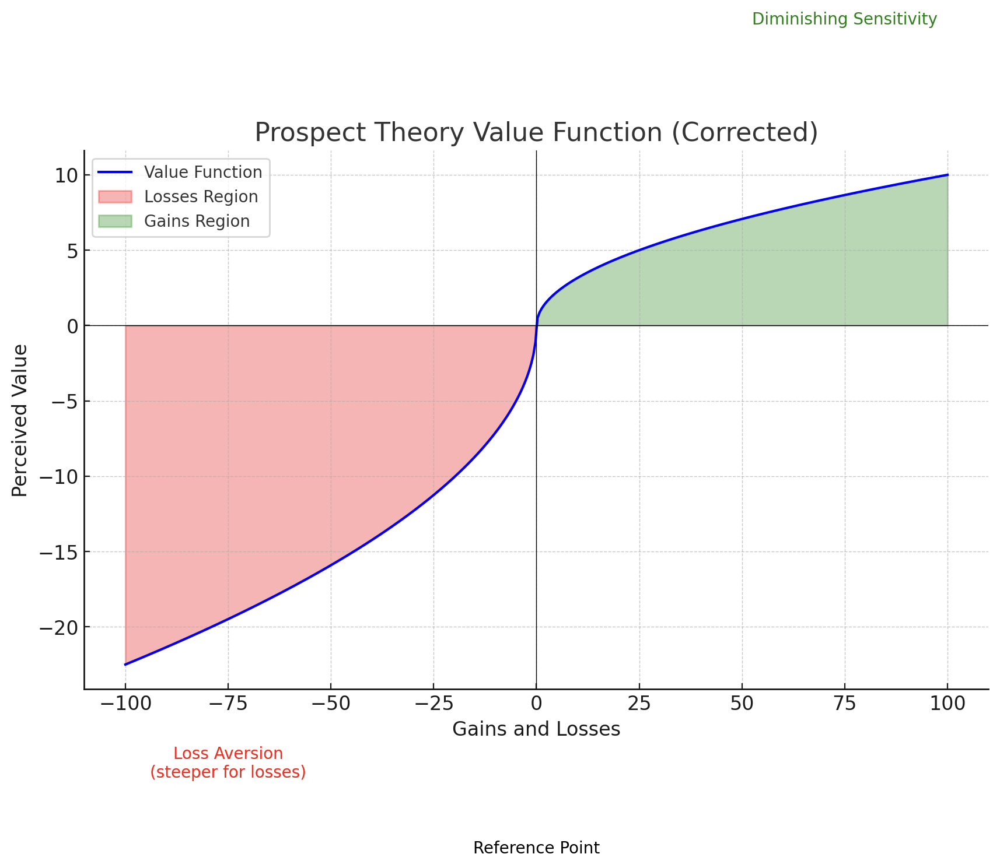 Diminishing Sensitivity
Prospect Theory Value Function (Corrected)
Value Function
Losses Region
Gains Region
10
5
0
−5
−10
−15
−20
Perceived Value
−100 −75 −50 −25 0 25 50 75 100
Gains and Losses
Loss Aversion
(steeper for losses)
Reference Point